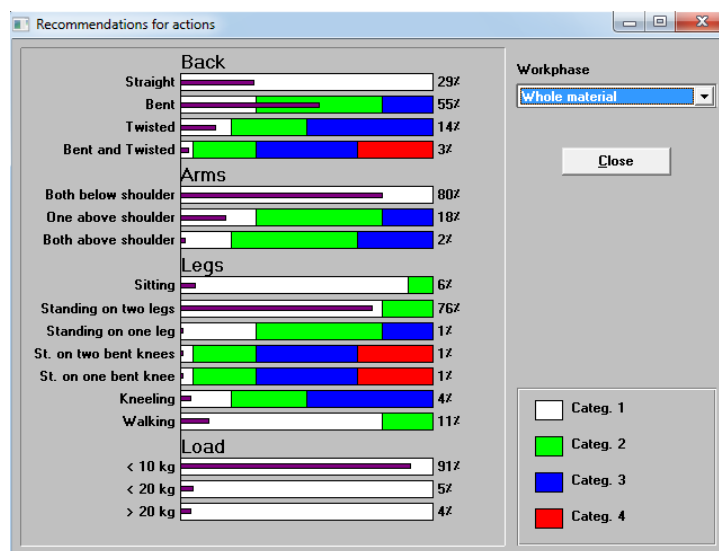 Recommendations for actions
Back
Straight 29%
Bent 55%
Twisted 14%
Bent and Twisted 3%
Arms
Both below shoulder 80%
One above shoulder 18%
Both above shoulder 2%
Legs
Sitting 6%
Standing on two legs 76%
Standing on one leg 1%
St. on two bent knees 1%
St. on one bent knee 1%
Kneeling 4%
Walking 11%
Load
< 10 kg 91%
< 20 kg 5%
> 20 kg 4%
Workphase
Whole material
Close
Categ. 1
Categ. 2
Categ. 3
Categ. 4